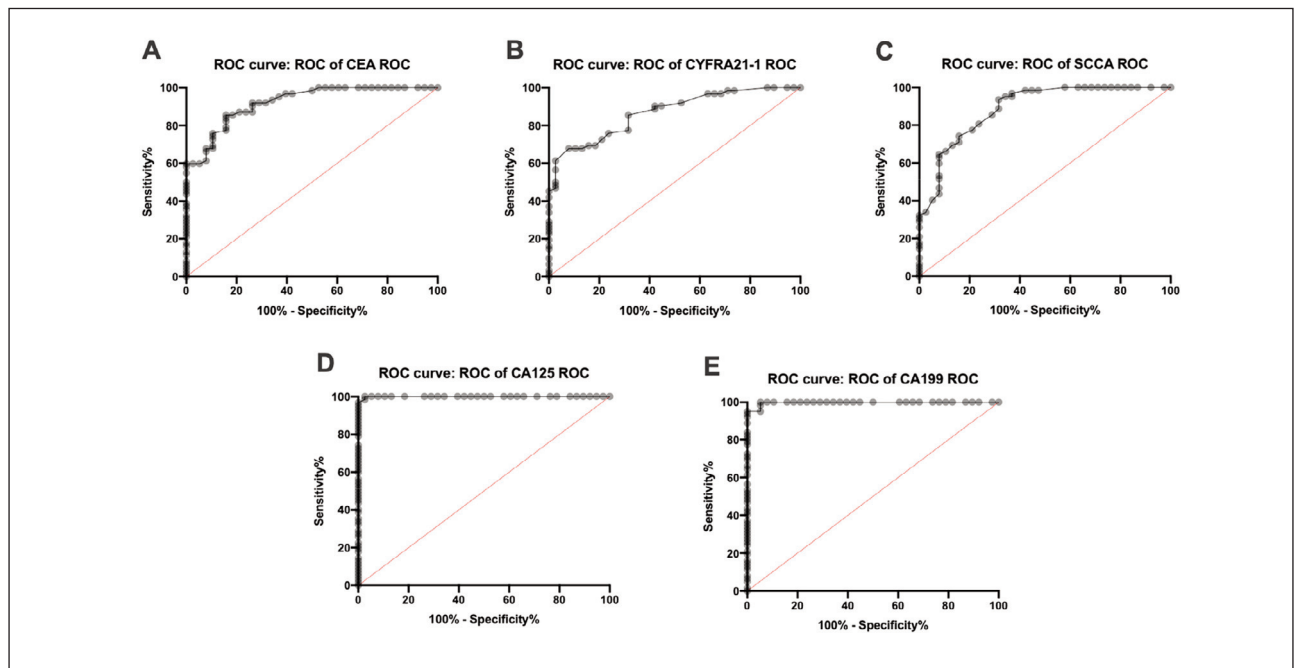 A
ROC curve: ROC of CEA ROC
Sensitivity%
100
80
60
40
20
0
0 20 40 60 80 100
100% - Specificity%
B
ROC curve: ROC of CYFRA21-1 ROC
Sensitivity%
100
80
60
40
20
0
0 20 40 60 80 100
100% - Specificity%
C
ROC curve: ROC of SCCA ROC
Sensitivity%
100
80
60
40
20
0
0 20 40 60 80 100
100% - Specificity%
D
ROC curve: ROC of CA125 ROC
Sensitivity%
100
80
60
40
20
0
0 20 40 60 80 100
100% - Specificity%
E
ROC curve: ROC of CA199 ROC
Sensitivity%
100
80
60
40
20
0
0 20 40 60 80 100
100% - Specificity%